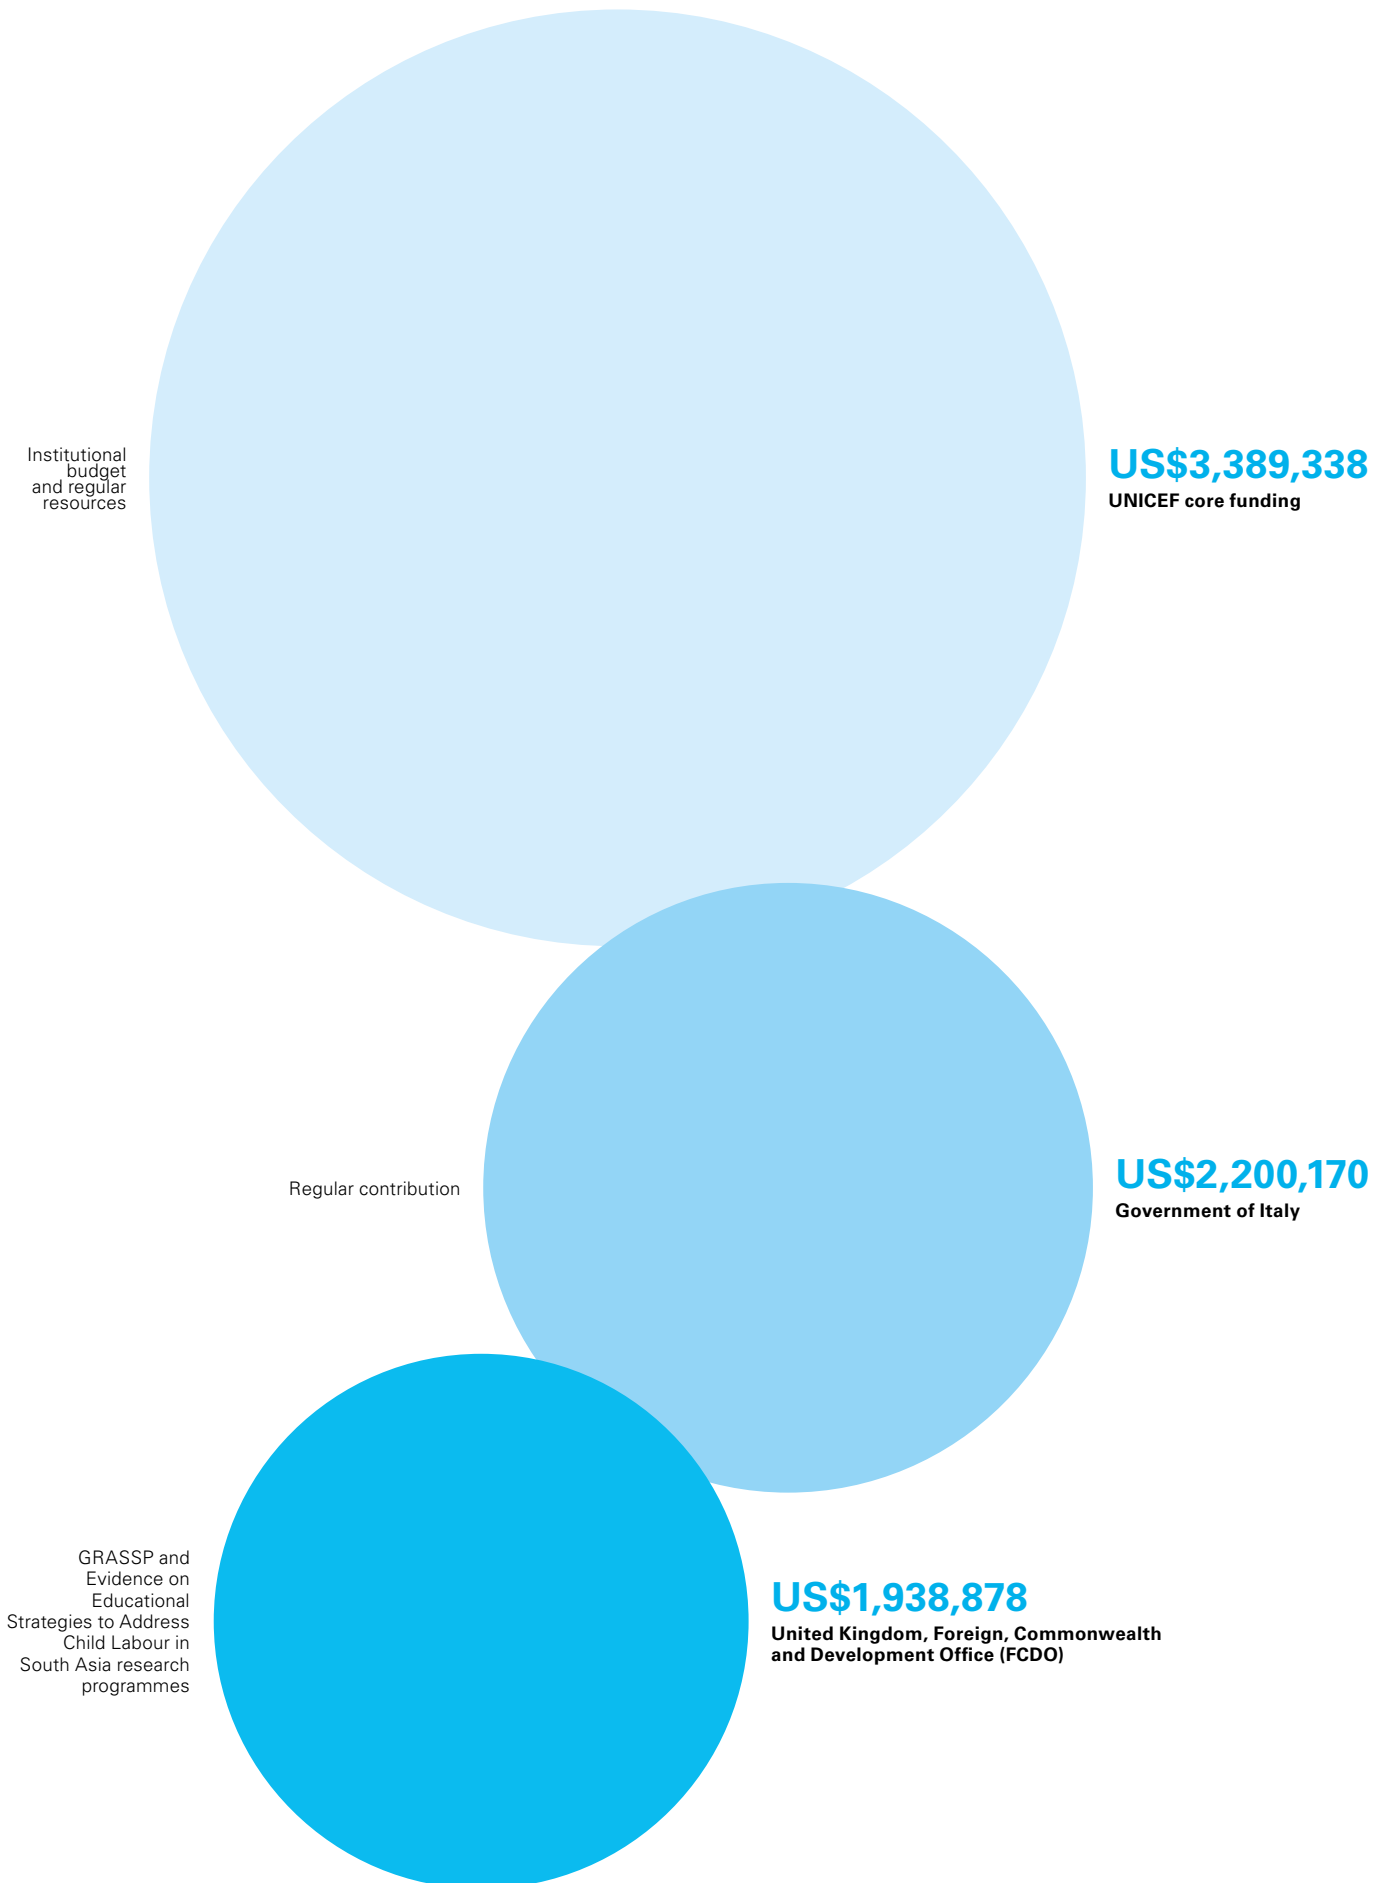 Institutional
budget
and regular
resources
US$3,389,338
UNICEF core funding
Regular contribution
US$2,200,170
Government of Italy
GRASSP and
Evidence on
Educational
Strategies to Address
Child Labour in
South Asia research
programmes
US$1,938,878
United Kingdom, Foreign, Commonwealth
and Development Office (FCDO)